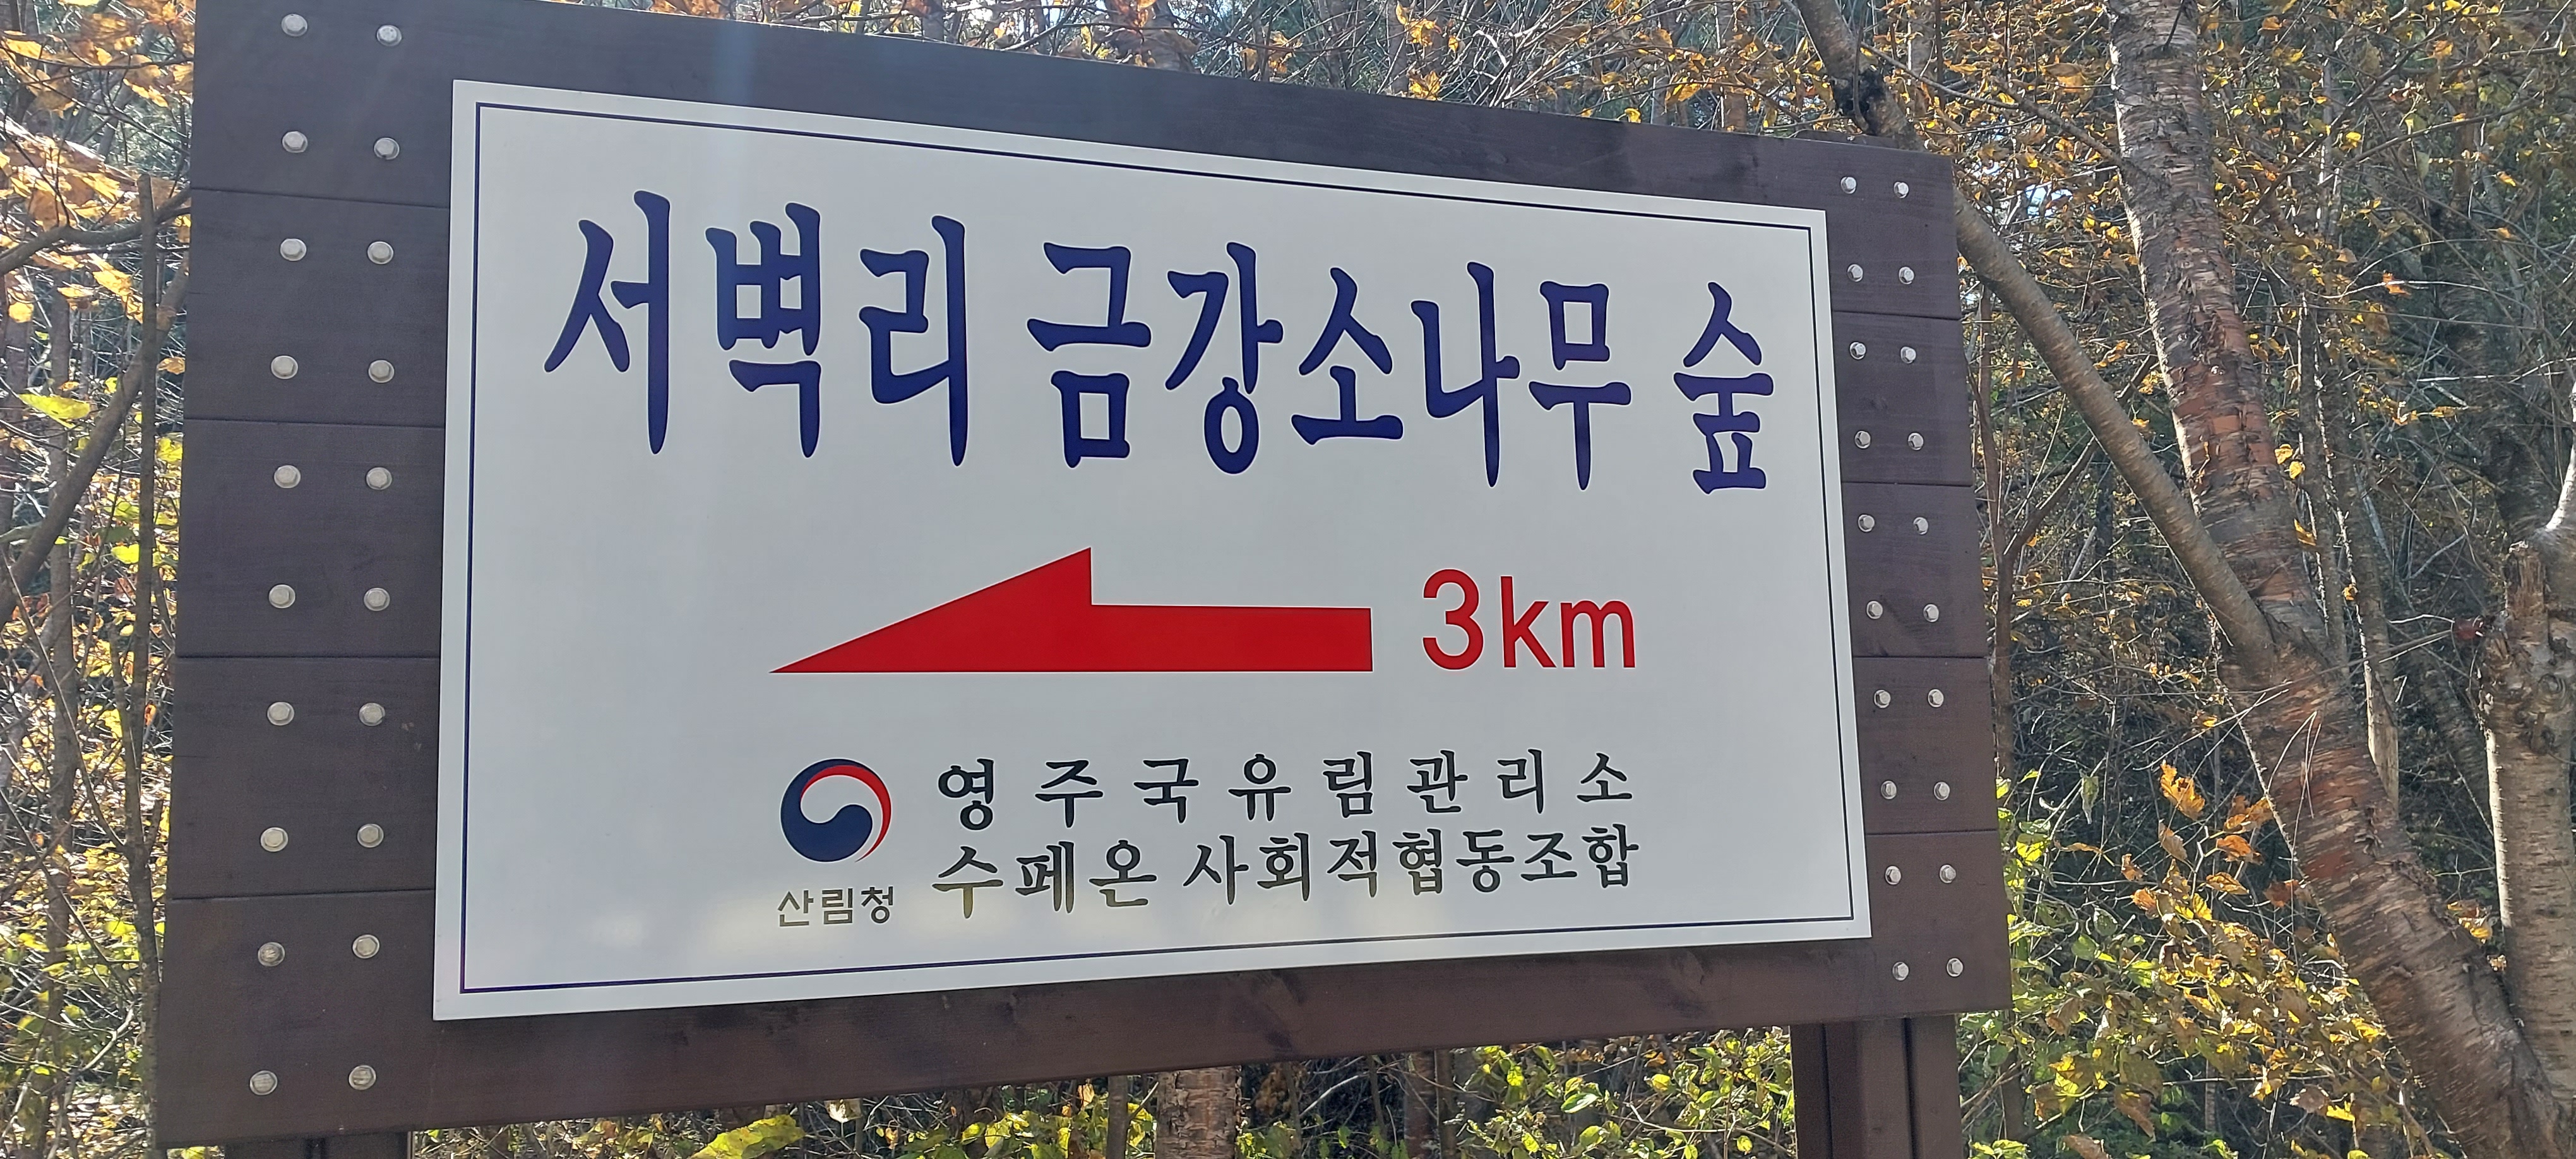 서벽리 금강소나무 숲
3km
영주국유림관리소
수페온 사회적협동조합
산림청